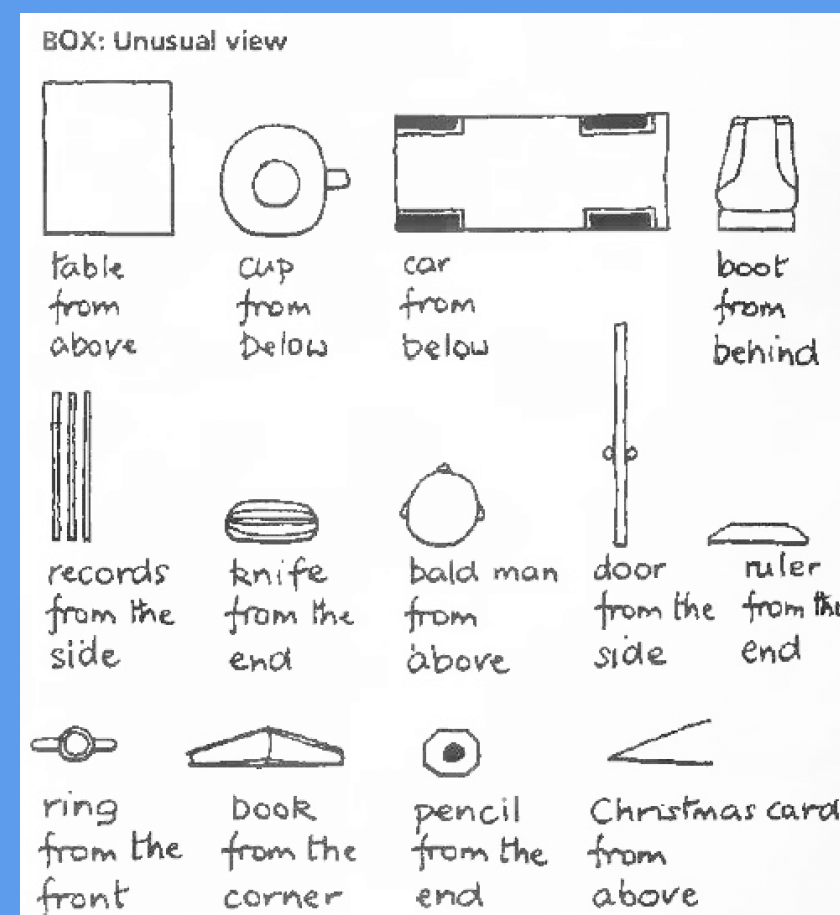 BOX: Unusual view
table
from
above
cup
from
below
car
from
below
boot
from
behind
records
from the
side
knife
from the
end
bald man
from
above
door
from the
side
ruler
from the
end
ring
from the
front
book
from the
corner
pencil
from the
end
Christmas card
from
above